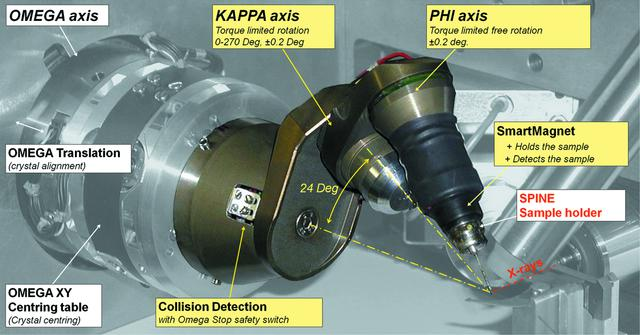 OMEGA axis
KAPPA axis
Torque limited rotation
0-270 Deg, ±0.2 Deg
PHI axis
Torque limited free rotation
±0.2 deg.
OMEGA Translation
(crystal alignment)
SmartMagnet
+ Holds the sample
+ Detects the sample
24 Deg
SPINE
Sample holder
X-rays
OMEGA XY
Centring table
(Crystal centring)
Collision Detection
with Omega Stop safety switch